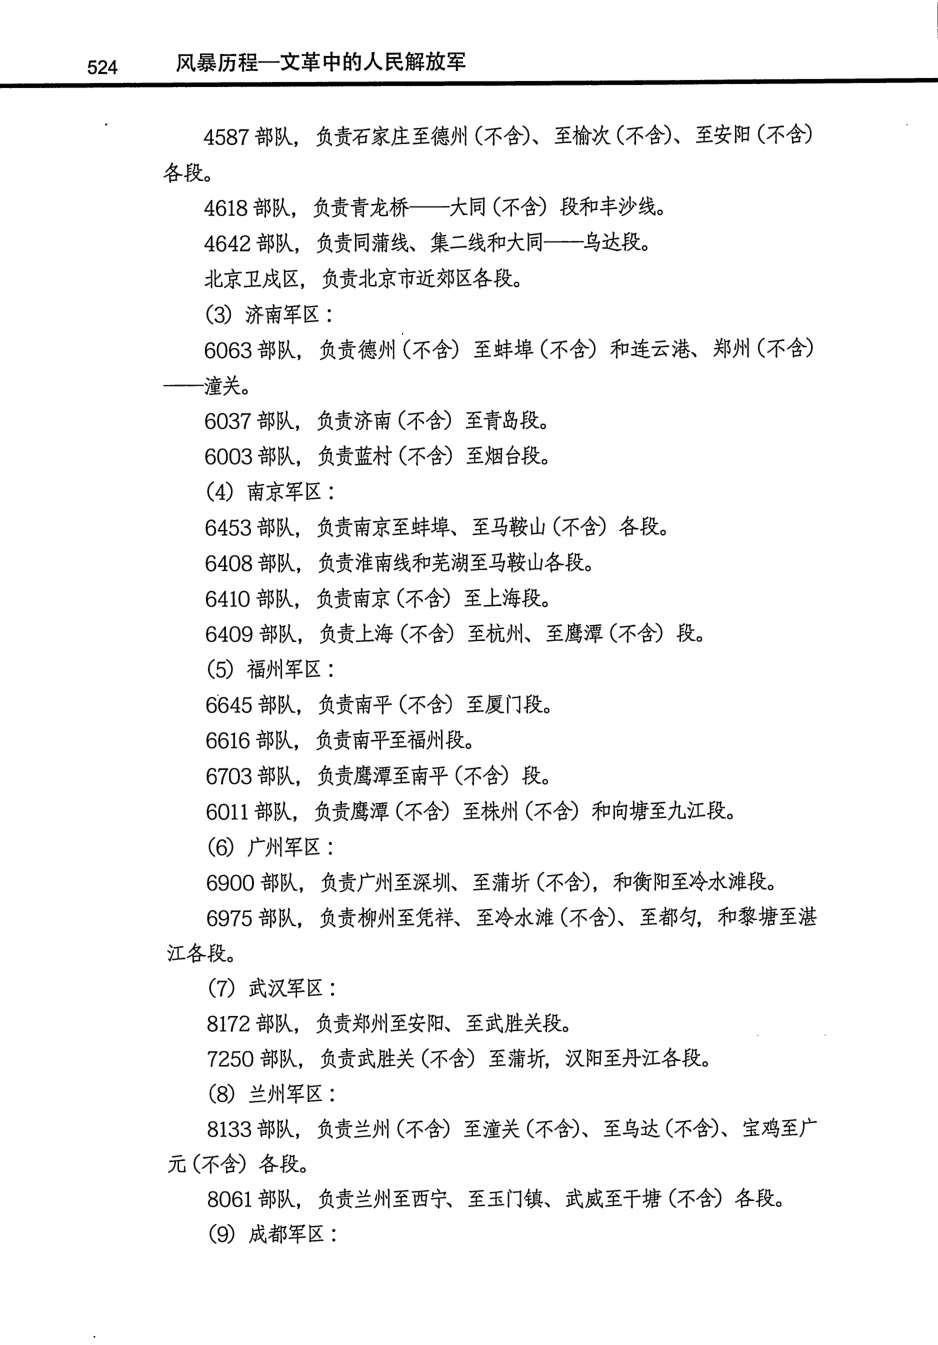 524 风暴历程—文革中的人民解放军
4587 部队，负责石家庄至德州（不含）、至榆次（不含）、至安阳（不含）
各段。
4618 部队，负责青龙桥——大同（不含）段和丰沙线。
4642 部队，负责同蒲线、集二线和大同——乌达段。
北京卫戍区，负责北京市近郊区各段。
（3）济南军区：
6063 部队，负责德州（不含）至蚌埠（不含）和连云港、郑州（不含）
——潼关。
6037 部队，负责济南（不含）至青岛段。
6003 部队，负责蓝村（不含）至烟台段。
（4）南京军区：
6453 部队，负责南京至蚌埠、至马鞍山（不含）各段。
6408 部队，负责淮南线和芜湖至马鞍山各段。
6410 部队，负责南京（不含）至上海段。
6409 部队，负责上海（不含）至杭州、至鹰潭（不含）段。
（5）福州军区：
6645 部队，负责南平（不含）至厦门段。
6616 部队，负责南平至福州段。
6703 部队，负责鹰潭至南平（不含）段。
6011 部队，负责鹰潭（不含）至株州（不含）和向塘至九江段。
（6）广州军区：
6900 部队，负责广州至深圳、至蒲圻（不含），和衡阳至冷水滩段。
6975 部队，负责柳州至凭祥、至冷水滩（不含）、至都匀，和黎塘至湛
江各段。
（7）武汉军区：
8172 部队，负责郑州至安阳、至武胜关段。
7250 部队，负责武胜关（不含）至蒲圻，汉阳至丹江各段。
（8）兰州军区：
8133 部队，负责兰州（不含）至潼关（不含）、至乌达（不含）、宝鸡至广
元（不含）各段。
8061 部队，负责兰州至西宁、至玉门镇、武威至干塘（不含）各段。
（9）成都军区：